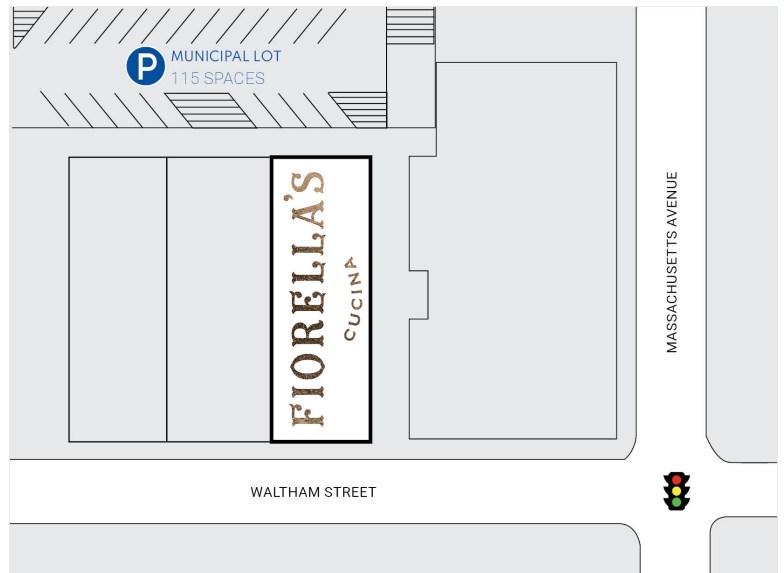 P
MUNICIPAL LOT
115 SPACES
FIORELLA'S
CUCINA
MASSACHUSETTS AVENUE
WALTHAM STREET